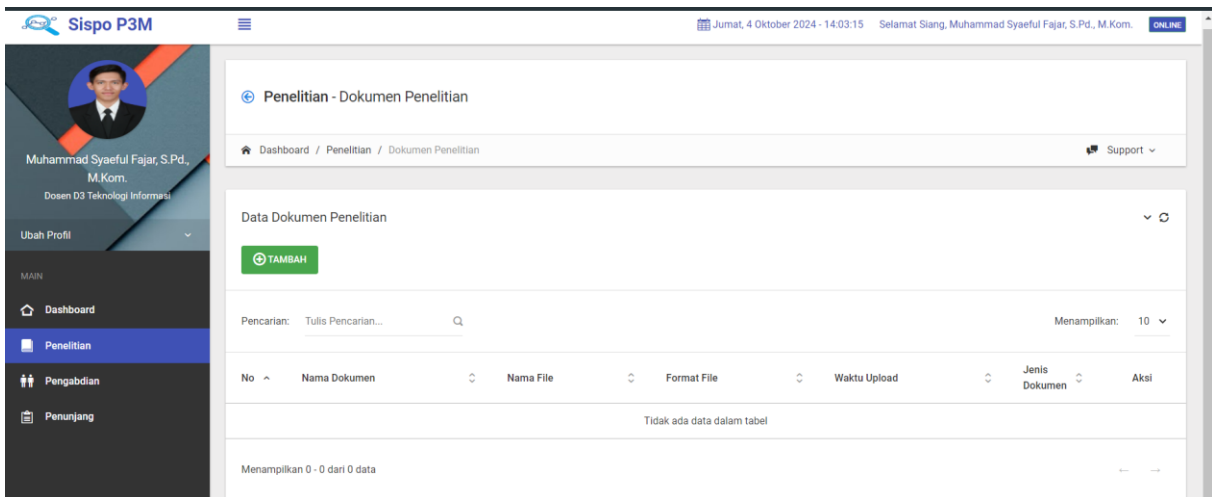 Sispo P3M
Jumat, 4 Oktober 2024 - 14:03:15 Selamat Siang, Muhammad Syaeful Fajar, S.Pd., M.Kom. ONLINE
Muhammad Syaeful Fajar, S.Pd.,
M.Kom.
Dosen D3 Teknologi Informasi
Ubah Profil
MAIN
Dashboard
Penelitian
Pengabdian
Penunjang
Penelitian - Dokumen Penelitian
Dashboard / Penelitian / Dokumen Penelitian
Support
Data Dokumen Penelitian
TAMBAH
Pencarian: Tulis Pencarian... Menampilkan: 10
No Nama Dokumen Nama File Format File Waktu Upload Jenis Dokumen Aksi
Tidak ada data dalam tabel
Menampilkan 0 - 0 dari 0 data